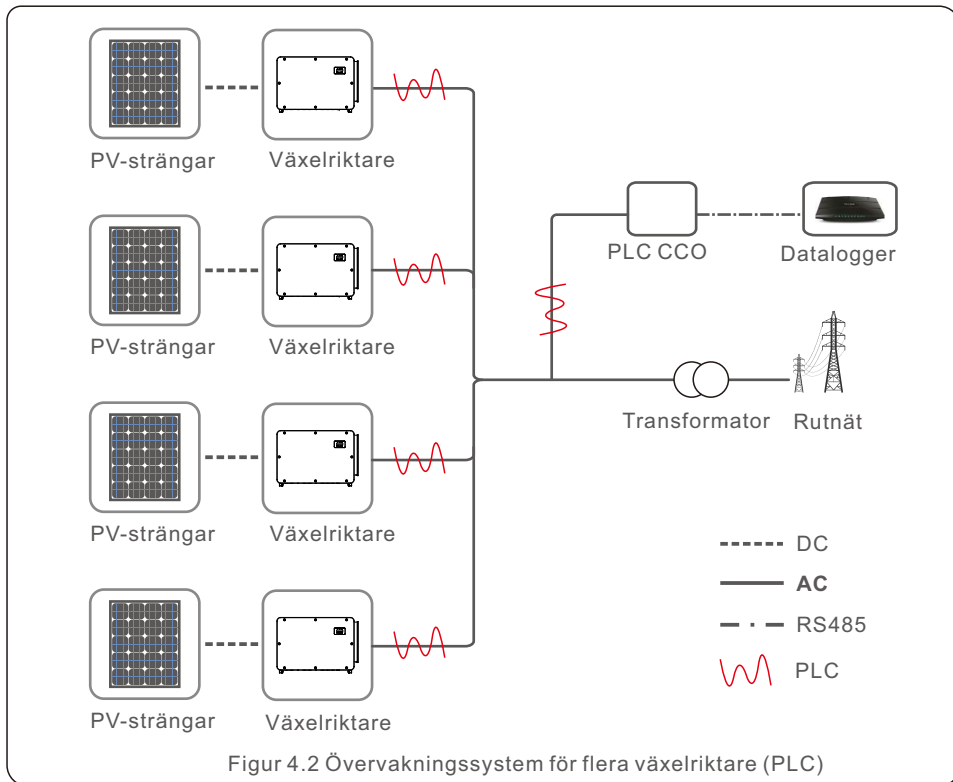 PV-strängar
Växelriktare
PLC CCO
Datalogger
PV-strängar
Växelriktare
Transformator
Rutnät
PV-strängar
Växelriktare
DC
AC
RS485
PLC
PV-strängar
Växelriktare
Figur 4.2 Övervakningssystem för flera växelriktare (PLC)